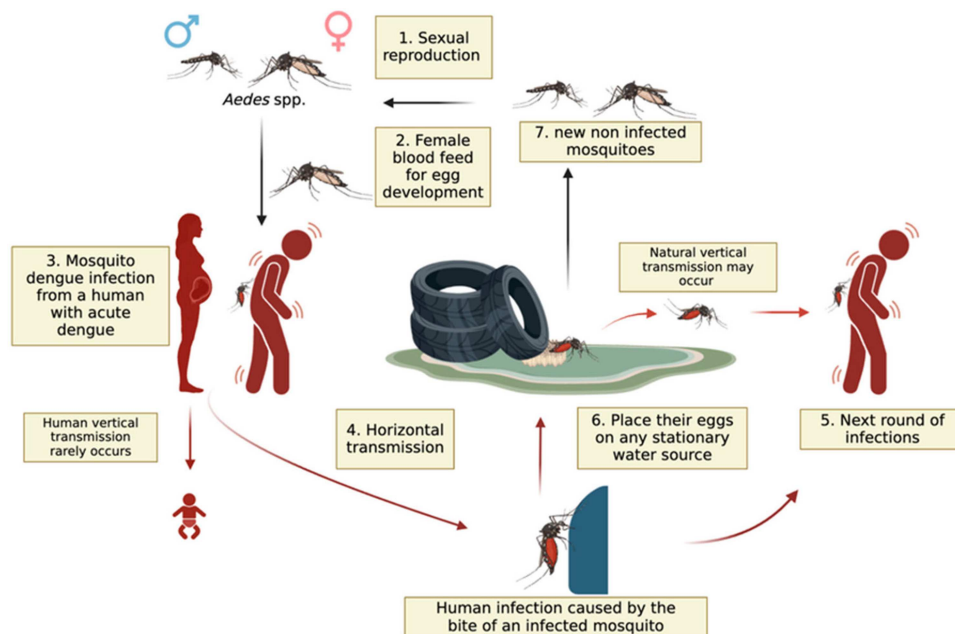 1. Sexual
reproduction
Aedes spp.
2. Female
blood feed
for egg
development
7. new non infected
mosquitoes
3. Mosquito
dengue infection
from a human
with acute
dengue
Natural vertical
transmission may
occur
Human vertical
transmission
rarely occurs
4. Horizontal
transmission
6. Place their eggs
on any stationary
water source
5. Next round of
infections
Human infection caused by the
bite of an infected mosquito